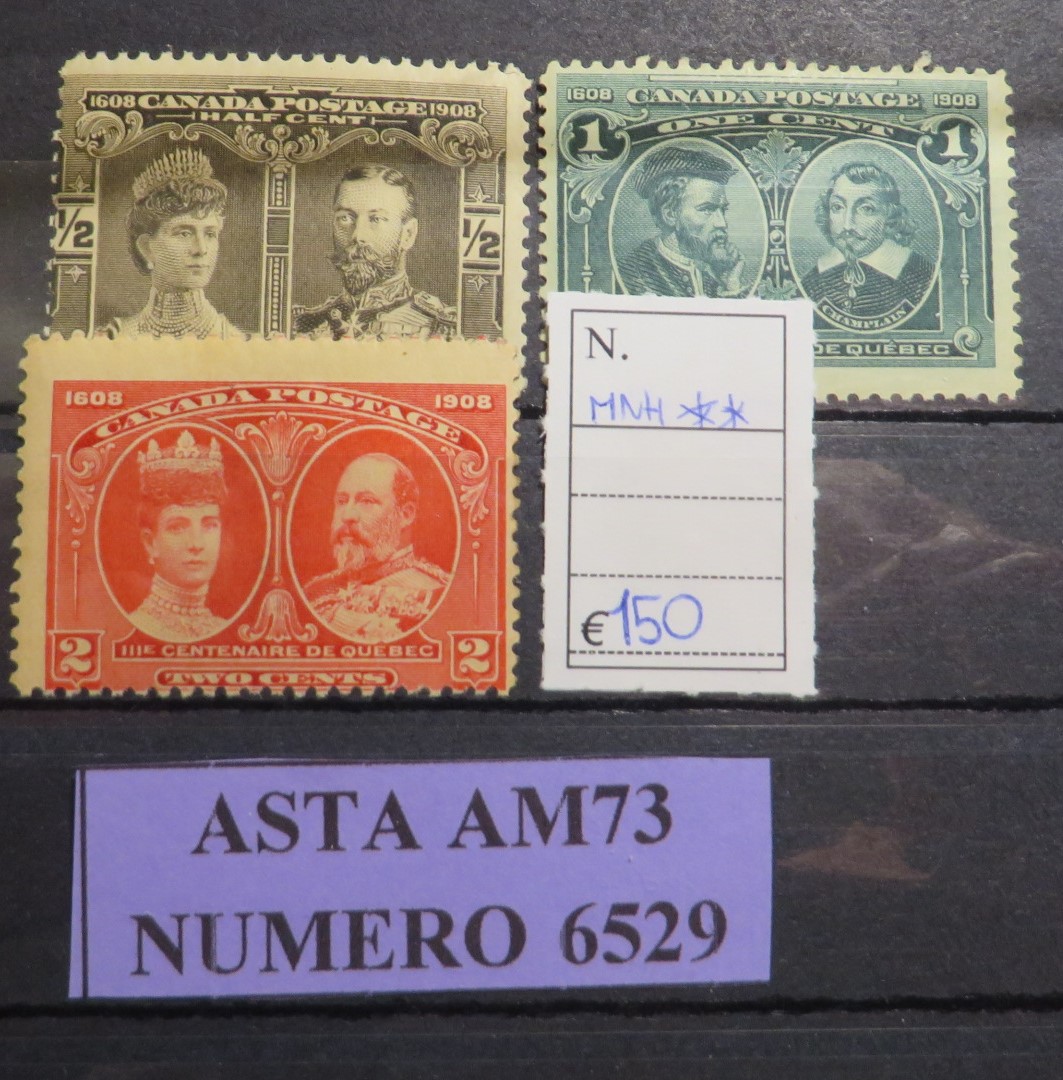 1608 CANADA POSTAGE 1908
HALF CENT
1/2 1/2
1608 CANADA POSTAGE 1908
1 ONE CENT 1
CHAMPLAIN
DE QUÉBEC
1608 CANADA POSTAGE 1908
2 IIIE CENTENAIRE DE QUÉBEC 2
TWO CENTS
N.
MNH **
€150
ASTA AM73
NUMERO 6529